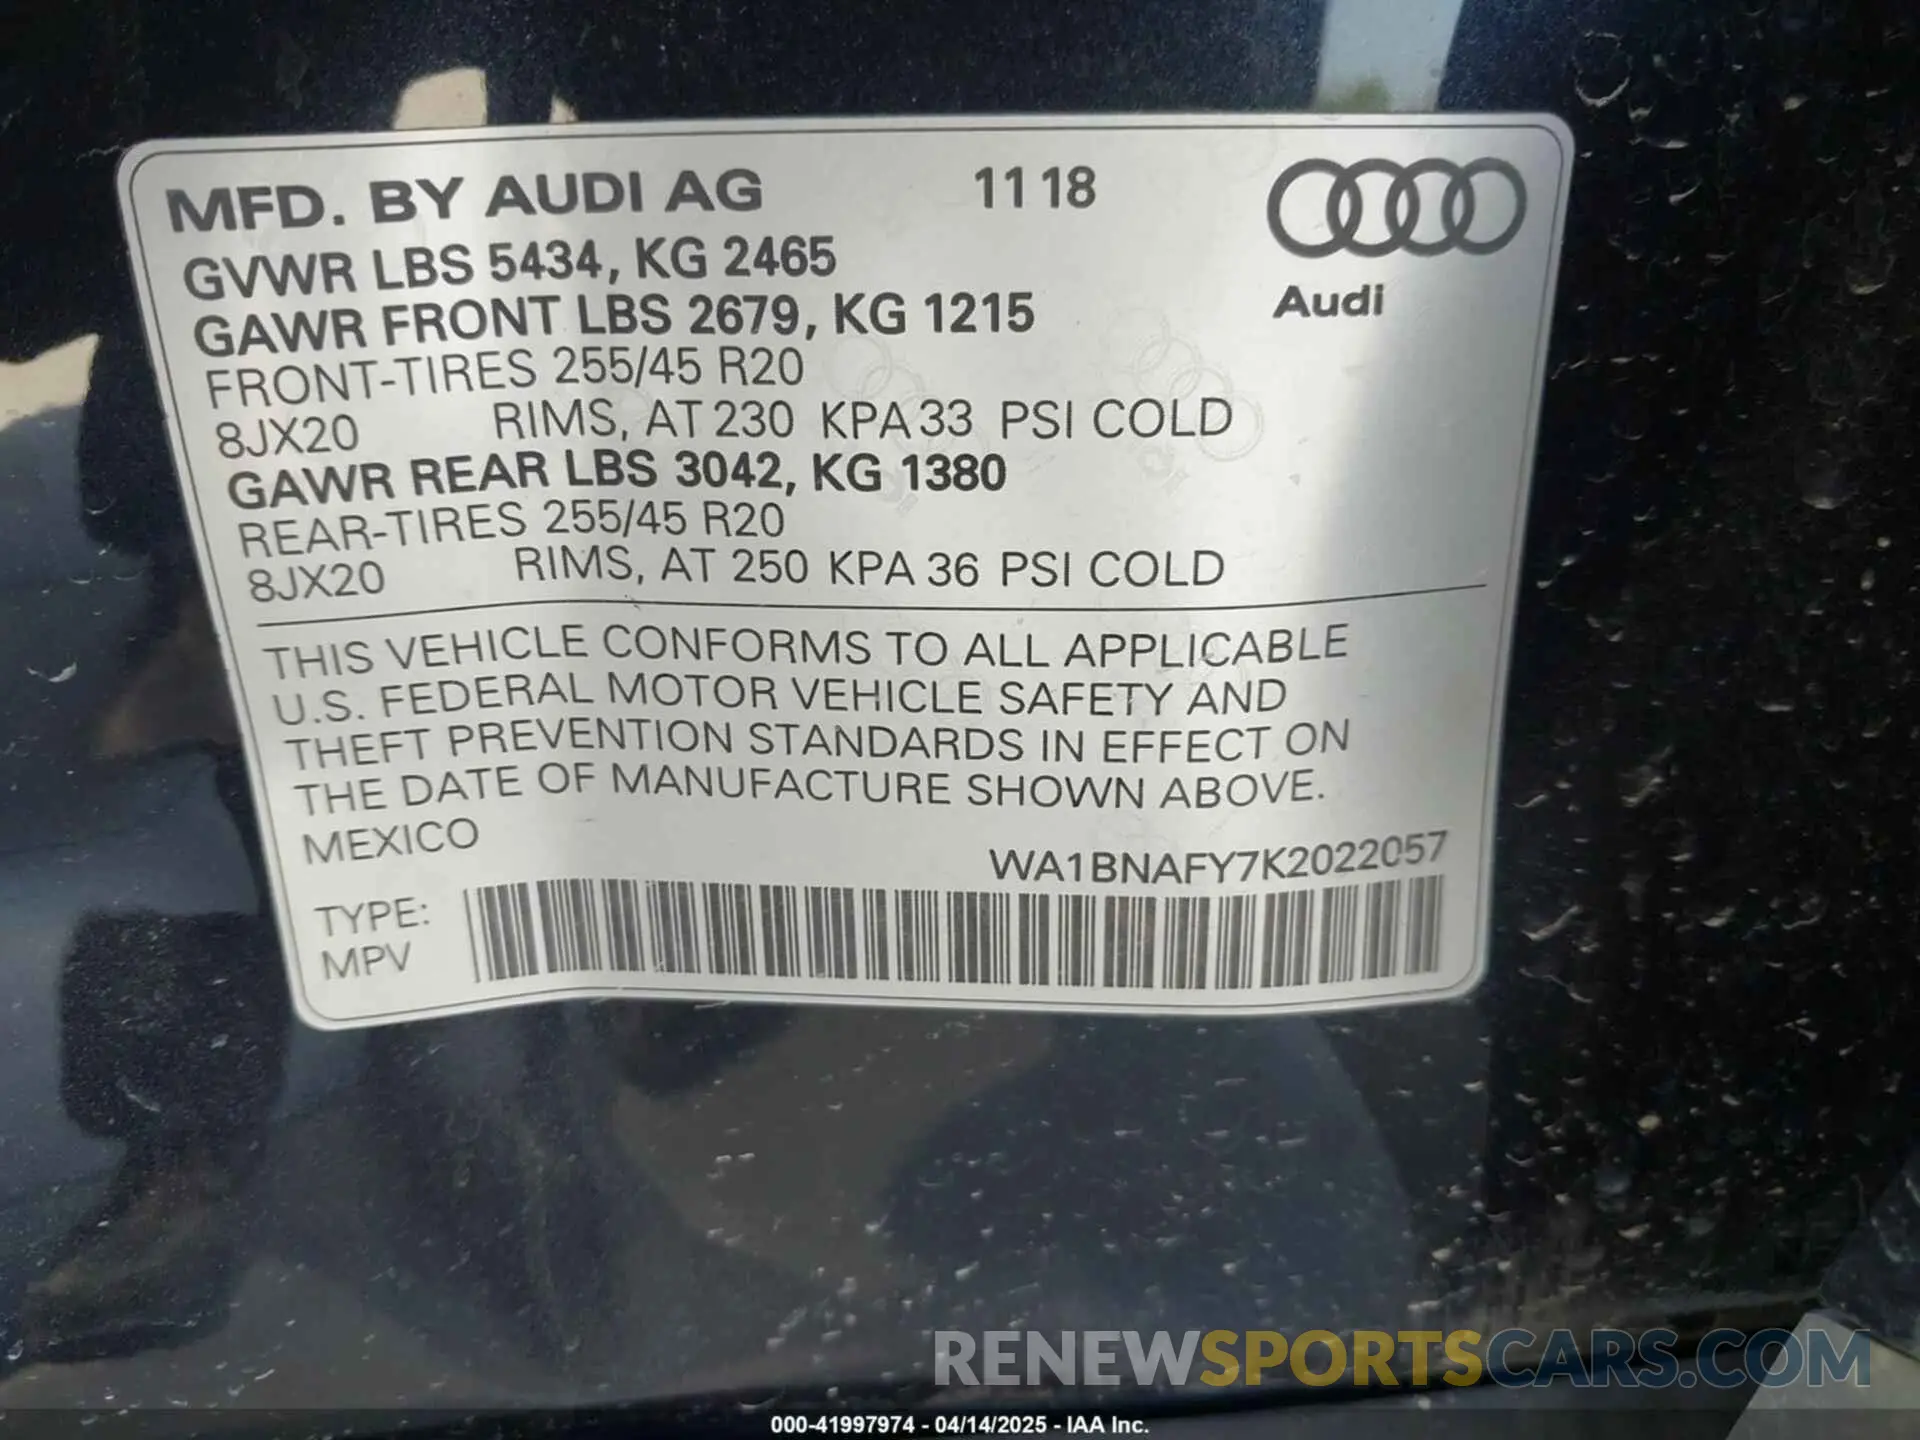 MFD. BY AUDI AG 11 18
GVWR LBS 5434, KG 2465
GAWR FRONT LBS 2679, KG 1215
Audi
FRONT-TIRES 255/45 R20
8JX20 RIMS, AT 230 KPA 33 PSI COLD
GAWR REAR LBS 3042, KG 1380
REAR-TIRES 255/45 R20
8JX20 RIMS, AT 250 KPA 36 PSI COLD
THIS VEHICLE CONFORMS TO ALL APPLICABLE
U.S. FEDERAL MOTOR VEHICLE SAFETY AND
THEFT PREVENTION STANDARDS IN EFFECT ON
THE DATE OF MANUFACTURE SHOWN ABOVE.
MEXICO
WA1BNAFY7K2022057
TYPE:
MPV
RENEWSPORTSCARS.COM
000-41997974 - 04/14/2025 - IAA Inc.